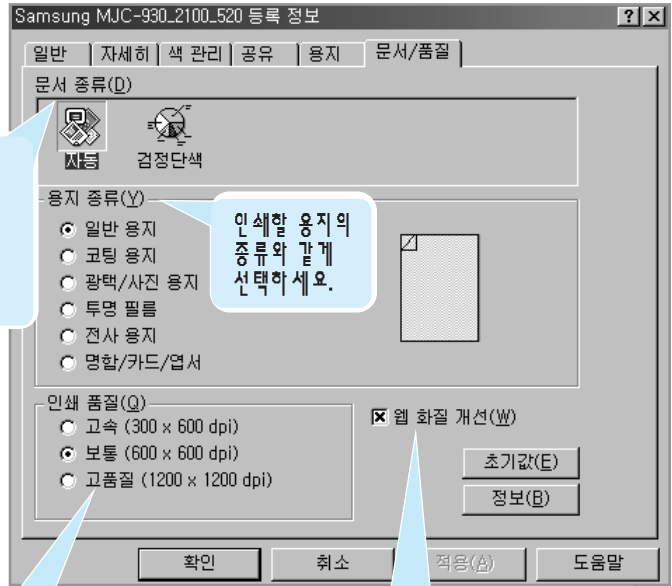 Samsung MJC-930_2100_520 등록 정보
일반 자세히 색 관리 공유 용지 문서/품질
문서 종류(D)
자동 검정단색
용지 종류(Y)
일반 용지
코팅 용지
광택/사진 용지
투명 필름
전사 용지
명함/카드/엽서
인쇄할 용지의
종류와 같게
선택하세요.
인쇄 품질(Q)
고속 (300 x 600 dpi)
보통 (600 x 600 dpi)
고품질 (1200 x 1200 dpi)
웹 화질 개선(W)
초기값(E)
정보(B)
확인 취소 적용(A) 도움말